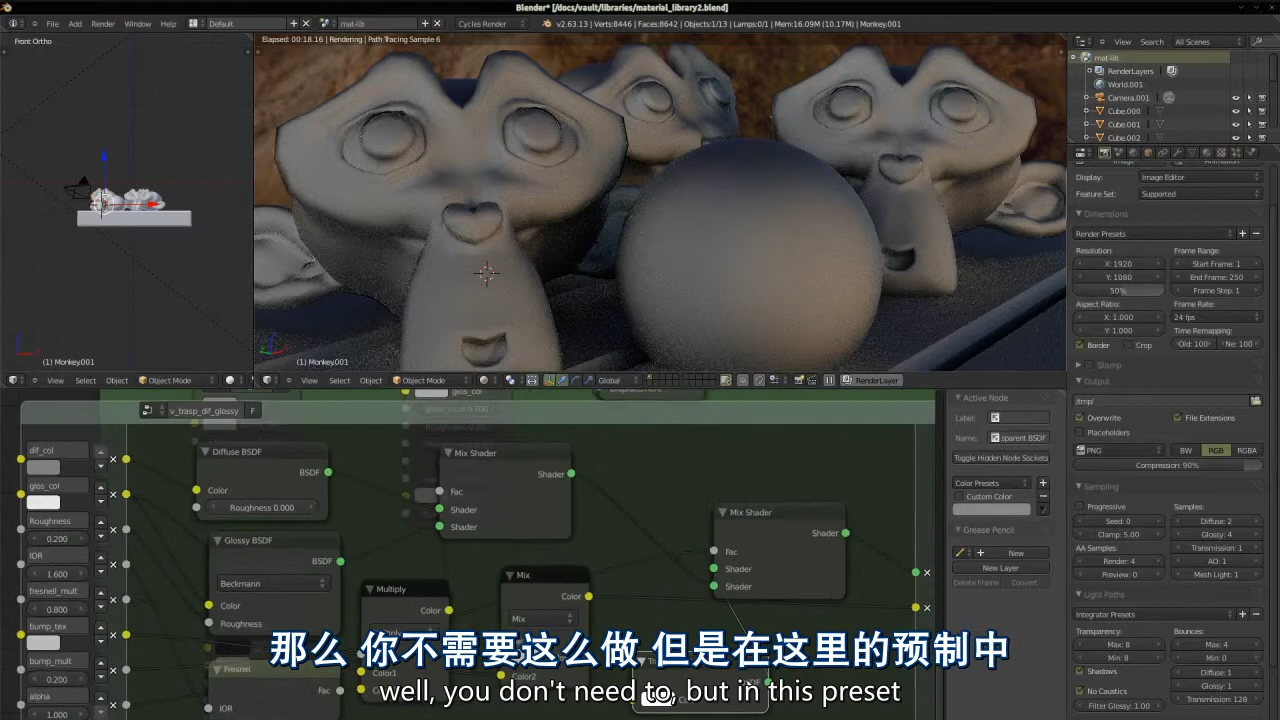 Blender* [/docs/vault/libraries/material_library2.blend]
File Add Render Window Help Default mat-lib Cycles Render v2.63.13 | Verts:8446 | Faces:8642 | Objects:1/13 | Lamps:0/1 | Mem:16.09M (10.17M) | Monkey.001
Front Ortho
Elapsed: 00:18.16 | Rendering | Path Tracing Sample 6
(1) Monkey.001
(1) Monkey.001
View Select Object Object Mode
View Select Object Object Mode Global RenderLayer
View Search All Scenes
mat-lib
RenderLayers
World.001
Camera.001
Cube.000
Cube.001
Cube.002
Display: Image Editor
Feature Set: Supported
Dimensions
Render Presets
Resolution: Frame Range:
X: 1920 Start Frame: 1
Y: 1080 End Frame: 250
50% Frame Step: 1
Aspect Ratio: Frame Rate:
X: 1.000 24 fps
Y: 1.000 Time Remapping:
Border Crop Old: 100 Ne: 100
Stamp
Output
/tmp/
Overwrite File Extensions
Placeholders
PNG BW RGB RGBA
Compression: 90%
Sampling
Progressive Samples:
Seed: 0 Diffuse: 2
Clamp: 5.00 Glossy: 4
AA Samples: Transmission: 1
Render: 4 AO: 1
Preview: 0 Mesh Light: 1
Light Paths
Integrator Presets
Transparency: Bounces:
Max: 8 Max: 4
Min: 8 Min: 0
Shadows Diffuse: 1
Glossy: 1
No Caustics Transmission: 128
Filter Glossy: 1.00
v_trasp_dif_glossy F
glos_col
dif_col
glos_col
Roughness
0.200
IOR
1.600
fresnell_mult
0.800
bump_tex
bump_mult
0.200
alpha
1.000
Diffuse BSDF
BSDF
Color
Roughness 0.000
Glossy BSDF
BSDF
Beckmann
Color
Roughness
Fresnel
Fac
IOR
Mix Shader
Shader
Fac
Shader
Shader
Multiply
Color
Mix
Color
Mix
Color2
Color2
Mix Shader
Shader
Fac
Shader
Shader
Active Node
Label:
Name: sparent BSDF
Toggle Hidden Node Sockets
Color Presets
Custom Color
Grease Pencil
New
New Layer
Delete Frame Convert
那么 你不需要这么做 但是在这里的预制中
well, you don't need to, but in this preset